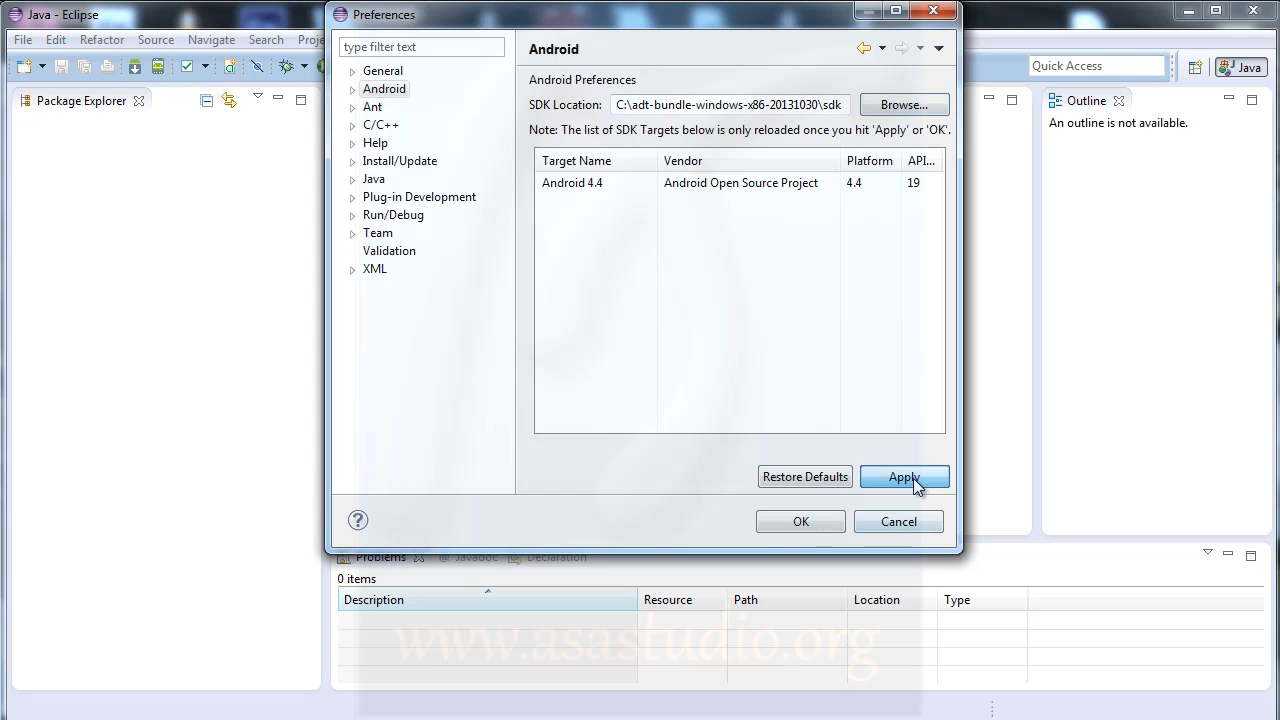 Java - Eclipse
Preferences
File Edit Refactor Source Navigate Search Proje
Quick Access
Java
Package Explorer
type filter text
General
Android
Ant
C/C++
Help
Install/Update
Java
Plug-in Development
Run/Debug
Team
Validation
XML
Android
Android Preferences
SDK Location: C:\adt-bundle-windows-x86-20131030\sdk Browse...
Note: The list of SDK Targets below is only reloaded once you hit 'Apply' or 'OK'.
Target Name Vendor Platform API...
Android 4.4 Android Open Source Project 4.4 19
Restore Defaults Apply
OK Cancel
Outline
An outline is not available.
Problems @ Javadoc Declaration
0 items
Description Resource Path Location Type
www.asastudio.org